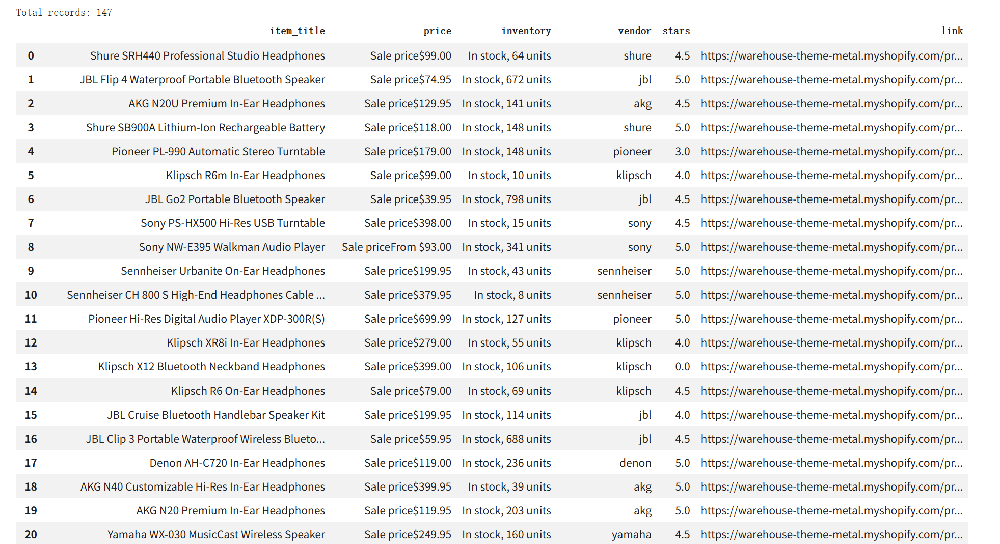 Total records: 147
item_title price inventory vendor stars link
0 Shure SRH440 Professional Studio Headphones Sale price$99.00 In stock, 64 units shure 4.5 https://warehouse-theme-metal.myshopify.com/pr...
1 JBL Flip 4 Waterproof Portable Bluetooth Speaker Sale price$74.95 In stock, 672 units jbl 5.0 https://warehouse-theme-metal.myshopify.com/pr...
2 AKG N20U Premium In-Ear Headphones Sale price$129.95 In stock, 141 units akg 4.5 https://warehouse-theme-metal.myshopify.com/pr...
3 Shure SB900A Lithium-Ion Rechargeable Battery Sale price$118.00 In stock, 148 units shure 5.0 https://warehouse-theme-metal.myshopify.com/pr...
4 Pioneer PL-990 Automatic Stereo Turntable Sale price$179.00 In stock, 148 units pioneer 3.0 https://warehouse-theme-metal.myshopify.com/pr...
5 Klipsch R6m In-Ear Headphones Sale price$99.00 In stock, 10 units klipsch 4.0 https://warehouse-theme-metal.myshopify.com/pr...
6 JBL Go2 Portable Bluetooth Speaker Sale price$39.95 In stock, 798 units jbl 4.5 https://warehouse-theme-metal.myshopify.com/pr...
7 Sony PS-HX500 Hi-Res USB Turntable Sale price$398.00 In stock, 15 units sony 4.5 https://warehouse-theme-metal.myshopify.com/pr...
8 Sony NW-E395 Walkman Audio Player Sale priceFrom $93.00 In stock, 341 units sony 5.0 https://warehouse-theme-metal.myshopify.com/pr...
9 Sennheiser Urbanite On-Ear Headphones Sale price$199.95 In stock, 43 units sennheiser 5.0 https://warehouse-theme-metal.myshopify.com/pr...
10 Sennheiser CH 800 S High-End Headphones Cable ... Sale price$379.95 In stock, 8 units sennheiser 5.0 https://warehouse-theme-metal.myshopify.com/pr...
11 Pioneer Hi-Res Digital Audio Player XDP-300R(S) Sale price$699.99 In stock, 127 units pioneer 5.0 https://warehouse-theme-metal.myshopify.com/pr...
12 Klipsch XR8i In-Ear Headphones Sale price$279.00 In stock, 55 units klipsch 4.0 https://warehouse-theme-metal.myshopify.com/pr...
13 Klipsch X12 Bluetooth Neckband Headphones Sale price$399.00 In stock, 106 units klipsch 0.0 https://warehouse-theme-metal.myshopify.com/pr...
14 Klipsch R6 On-Ear Headphones Sale price$79.00 In stock, 69 units klipsch 4.5 https://warehouse-theme-metal.myshopify.com/pr...
15 JBL Cruise Bluetooth Handlebar Speaker Kit Sale price$199.95 In stock, 114 units jbl 4.0 https://warehouse-theme-metal.myshopify.com/pr...
16 JBL Clip 3 Portable Waterproof Wireless Blueto... Sale price$59.95 In stock, 688 units jbl 4.5 https://warehouse-theme-metal.myshopify.com/pr...
17 Denon AH-C720 In-Ear Headphones Sale price$119.00 In stock, 236 units denon 5.0 https://warehouse-theme-metal.myshopify.com/pr...
18 AKG N40 Customizable Hi-Res In-Ear Headphones Sale price$399.95 In stock, 39 units akg 5.0 https://warehouse-theme-metal.myshopify.com/pr...
19 AKG N20 Premium In-Ear Headphones Sale price$119.95 In stock, 203 units akg 5.0 https://warehouse-theme-metal.myshopify.com/pr...
20 Yamaha WX-030 MusicCast Wireless Speaker Sale price$249.95 In stock, 160 units yamaha 4.5 https://warehouse-theme-metal.myshopify.com/pr...